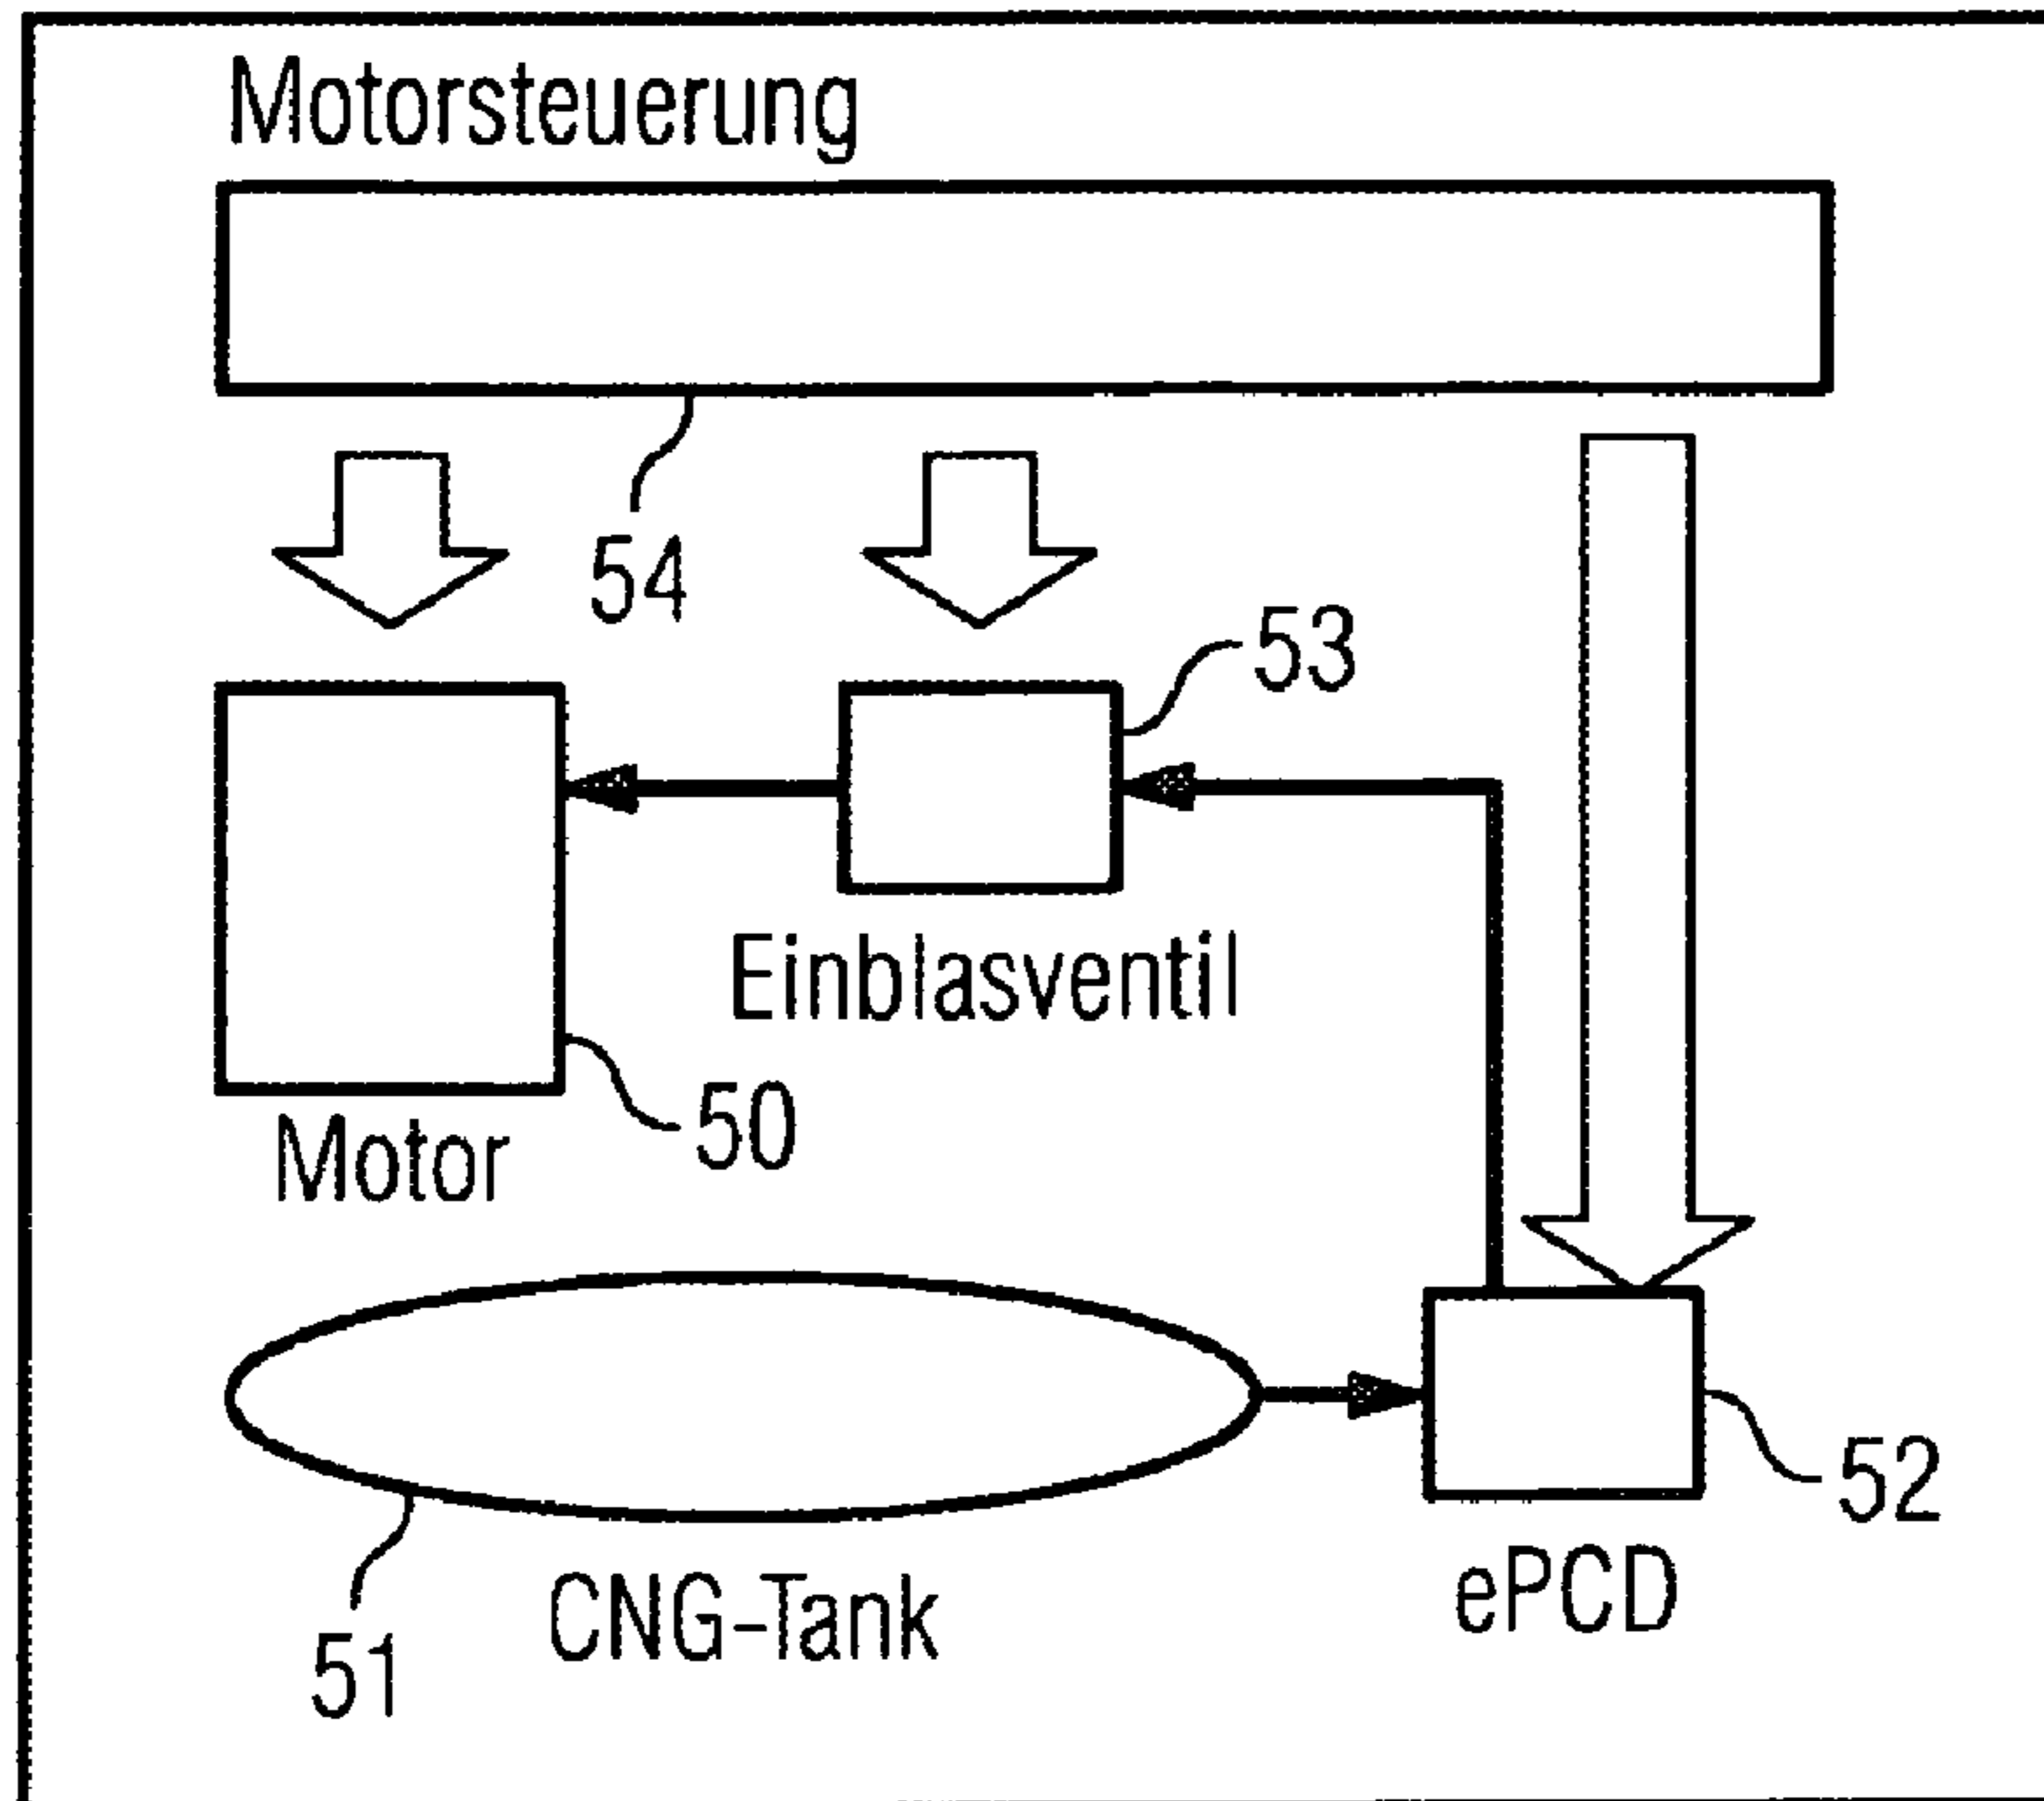 Motorsteuerung
54
53
Einblasventil
50
Motor
52
ePCD
CNG-Tank
51